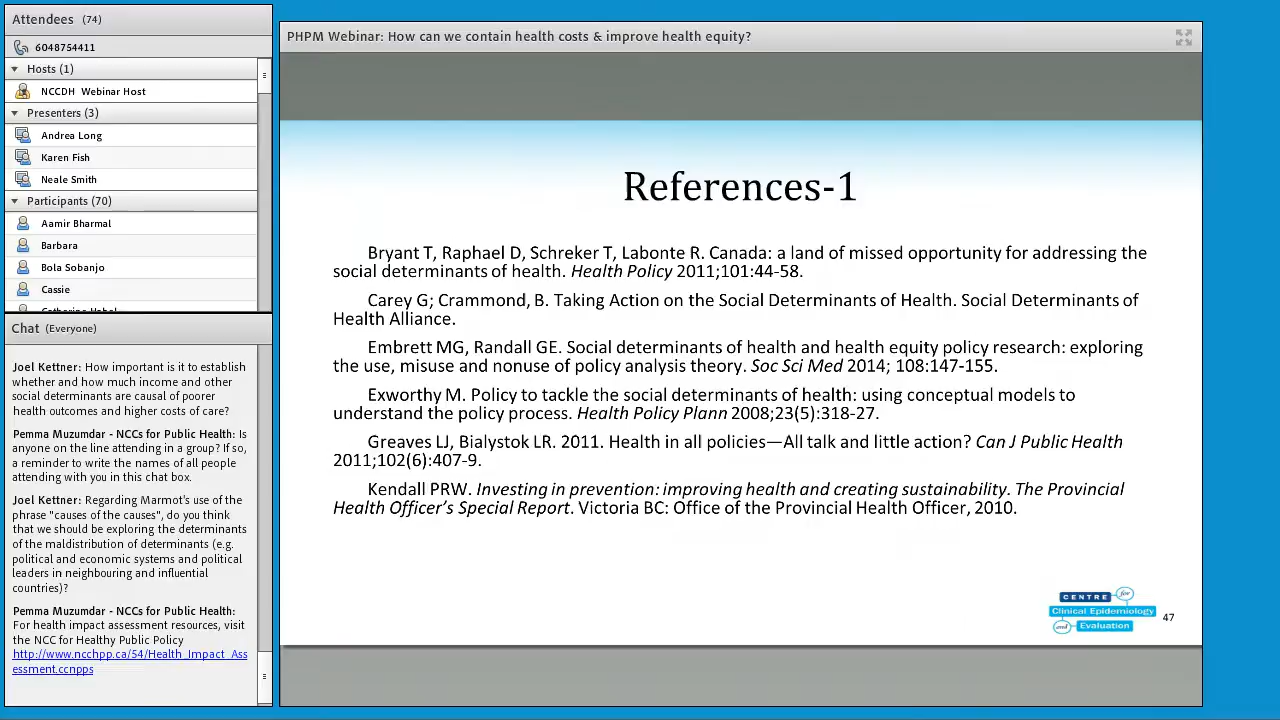 Attendees (74)
6048754411
Hosts (1)
NCCDH Webinar Host
Presenters (3)
Andrea Long
Karen Fish
Neale Smith
Participants (70)
Aamir Bharmal
Barbara
Bola Sobanjo
Cassie
Chat (Everyone)
Joel Kettner: How important is it to establish
whether and how much income and other
social determinants are causal of poorer
health outcomes and higher costs of care?
Pemma Muzumdar - NCCs for Public Health: Is
anyone on the line attending in a group? If so,
a reminder to write the names of all people
attending with you in this chat box.
Joel Kettner: Regarding Marmot's use of the
phrase "causes of the causes", do you think
that we should be exploring the determinants
of the maldistribution of determinants (e.g.
political and economic systems and political
leaders in neighbouring and influential
countries)?
Pemma Muzumdar - NCCs for Public Health:
For health impact assessment resources, visit
the NCC for Healthy Public Policy
http://www.ncchpp.ca/54/Health_Impact_Ass
essment.ccnpps
PHPM Webinar: How can we contain health costs & improve health equity?
References-1
Bryant T, Raphael D, Schreker T, Labonte R. Canada: a land of missed opportunity for addressing the
social determinants of health. Health Policy 2011;101:44-58.
Carey G; Crammond, B. Taking Action on the Social Determinants of Health. Social Determinants of
Health Alliance.
Embrett MG, Randall GE. Social determinants of health and health equity policy research: exploring
the use, misuse and nonuse of policy analysis theory. Soc Sci Med 2014; 108:147-155.
Exworthy M. Policy to tackle the social determinants of health: using conceptual models to
understand the policy process. Health Policy Plann 2008;23(5):318-27.
Greaves LJ, Bialystok LR. 2011. Health in all policies—All talk and little action? Can J Public Health
2011;102(6):407-9.
Kendall PRW. Investing in prevention: improving health and creating sustainability. The Provincial
Health Officer's Special Report. Victoria BC: Office of the Provincial Health Officer, 2010.
CENTRE for
Clinical Epidemiology
and Evaluation
47